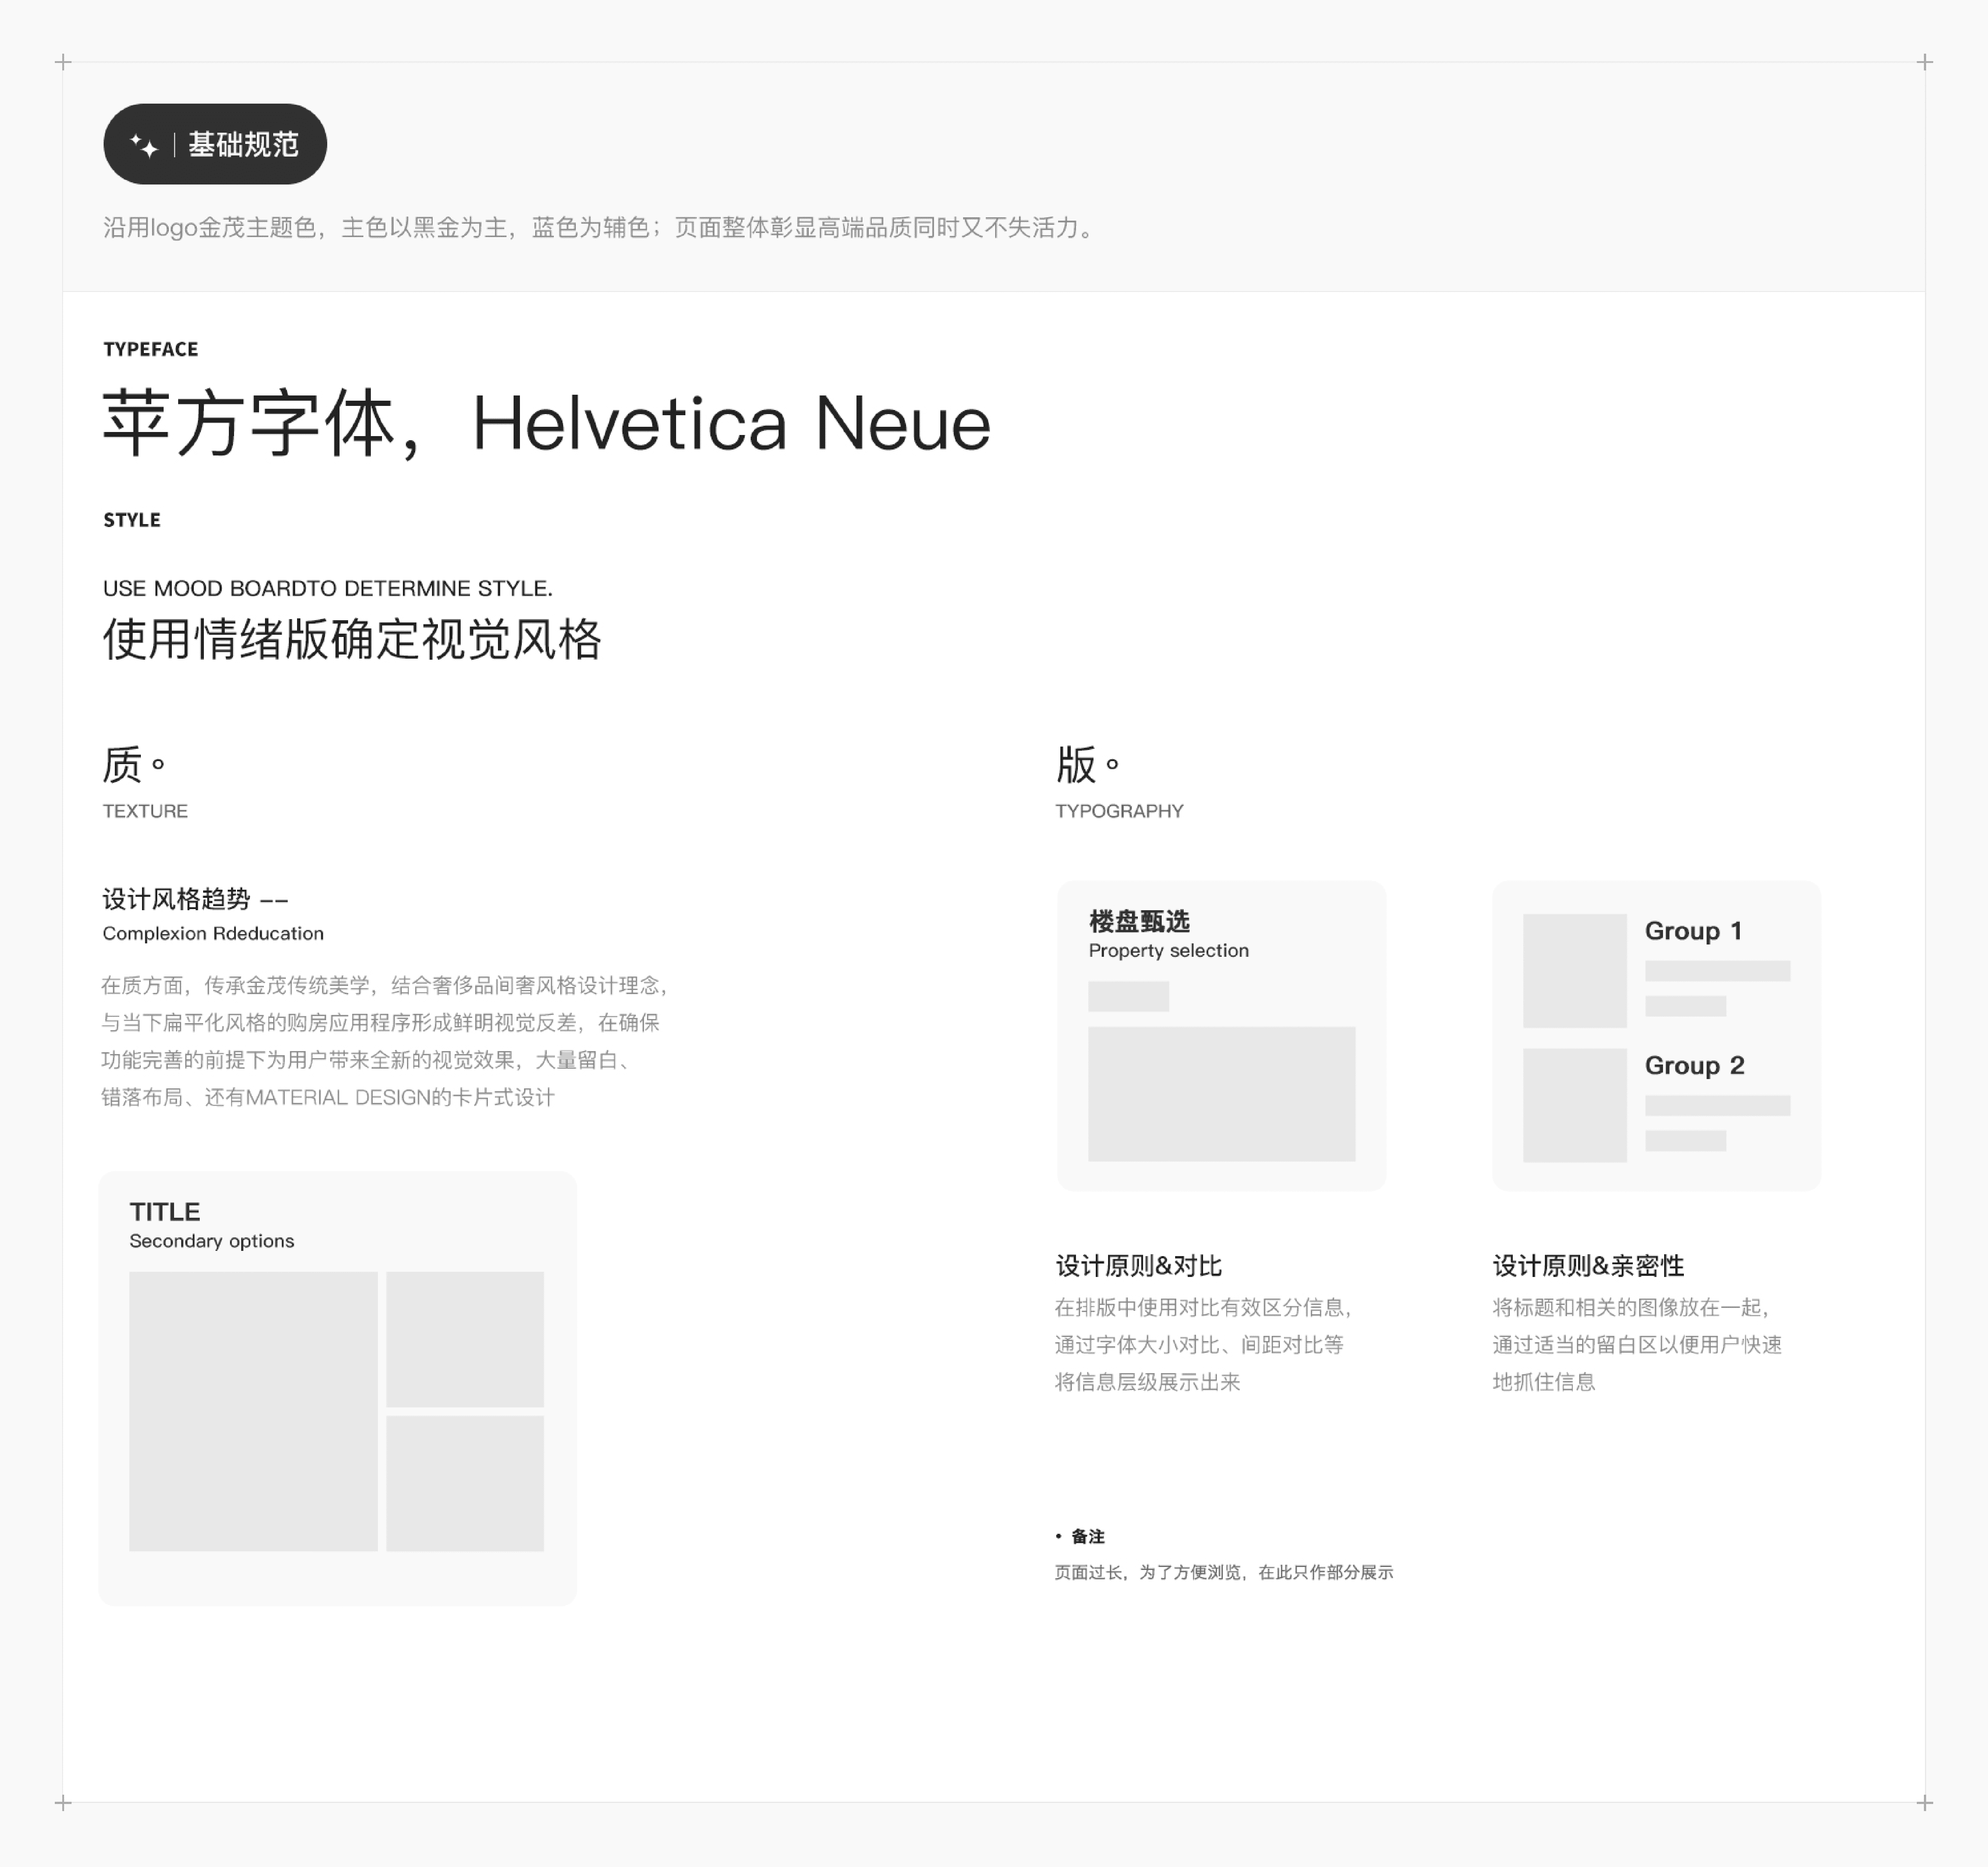 基础规范
沿用logo金茂主题色，主色以黑金为主，蓝色为辅色；页面整体彰显高端品质同时又不失活力。
TYPEFACE
苹方字体，Helvetica Neue
STYLE
USE MOOD BOARDTO DETERMINE STYLE.
使用情绪版确定视觉风格
质。
TEXTURE
设计风格趋势 --
Complexion Rdeducation
在质方面，传承金茂传统美学，结合奢侈品间奢风格设计理念，
与当下扁平化风格的购房应用程序形成鲜明视觉反差，在确保
功能完善的前提下为用户带来全新的视觉效果，大量留白、
错落布局、还有MATERIAL DESIGN的卡片式设计
TITLE
Secondary options
版。
TYPOGRAPHY
楼盘甄选
Property selection
Group 1
Group 2
设计原则&对比
在排版中使用对比有效区分信息，
通过字体大小对比、间距对比等
将信息层级展示出来
设计原则&亲密性
将标题和相关的图像放在一起，
通过适当的留白区以便用户快速
地抓住信息
• 备注
页面过长，为了方便浏览，在此只作部分展示